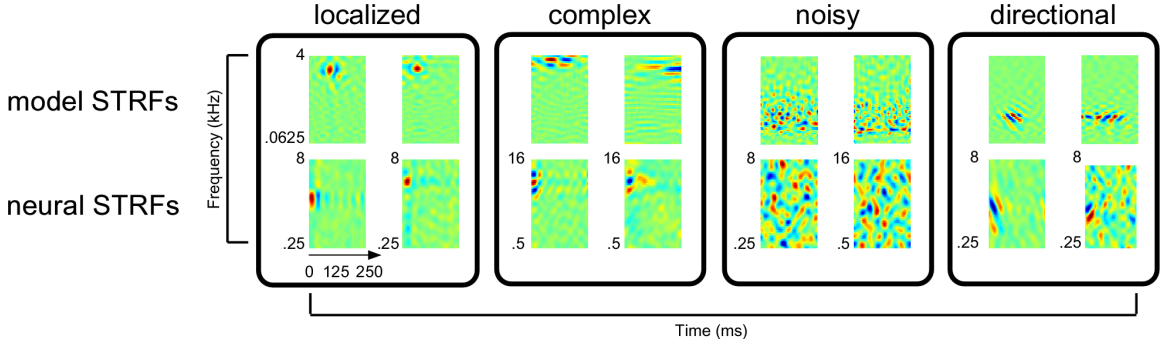 localized complex noisy directional
model STRFs
Frequency (kHz)
4
.0625
neural STRFs
8 8 16 16 8 16 8 8
.25 .5 .5 .5 .25 .5 .25 .25
0 125 250
Time (ms)